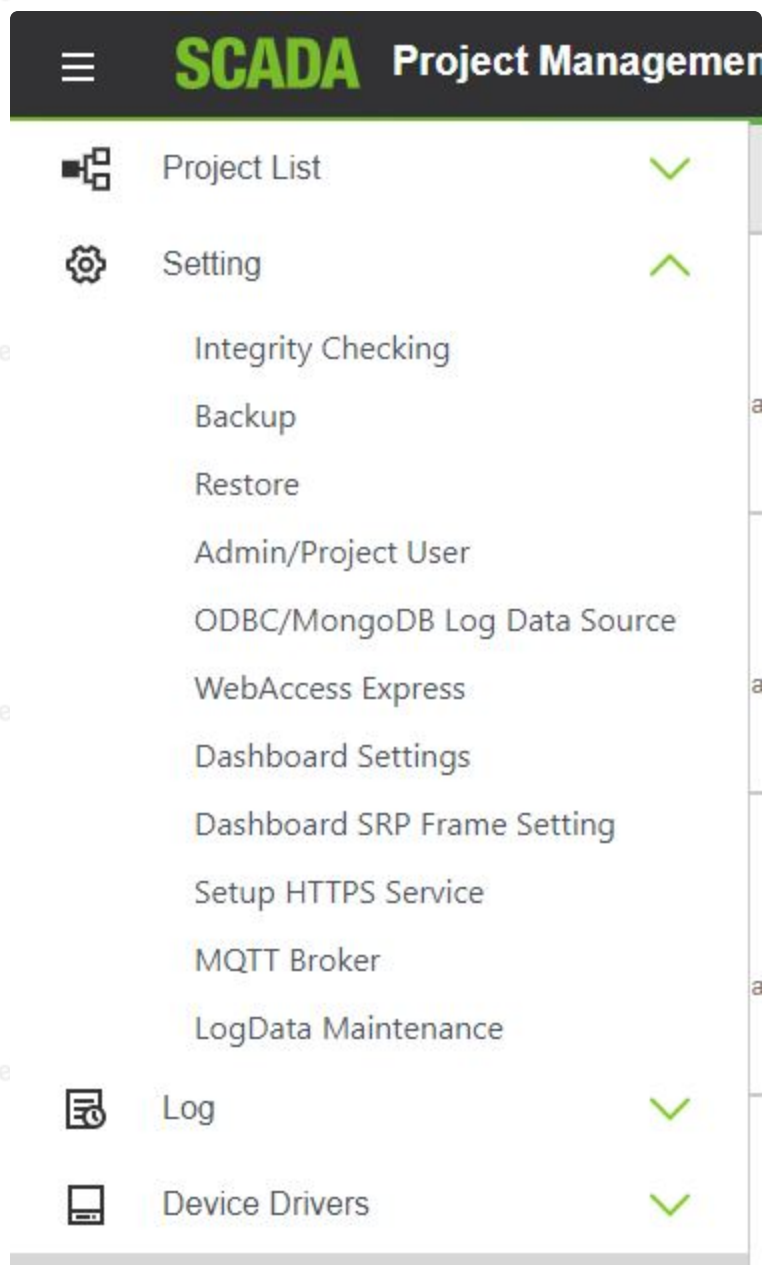 SCADA Project Managemen
Project List
Setting
Integrity Checking
Backup
Restore
Admin/Project User
ODBC/MongoDB Log Data Source
WebAccess Express
Dashboard Settings
Dashboard SRP Frame Setting
Setup HTTPS Service
MQTT Broker
LogData Maintenance
Log
Device Drivers